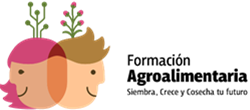 Formación
Agroalimentaria
Siembra, Crece y Cosecha tu futuro